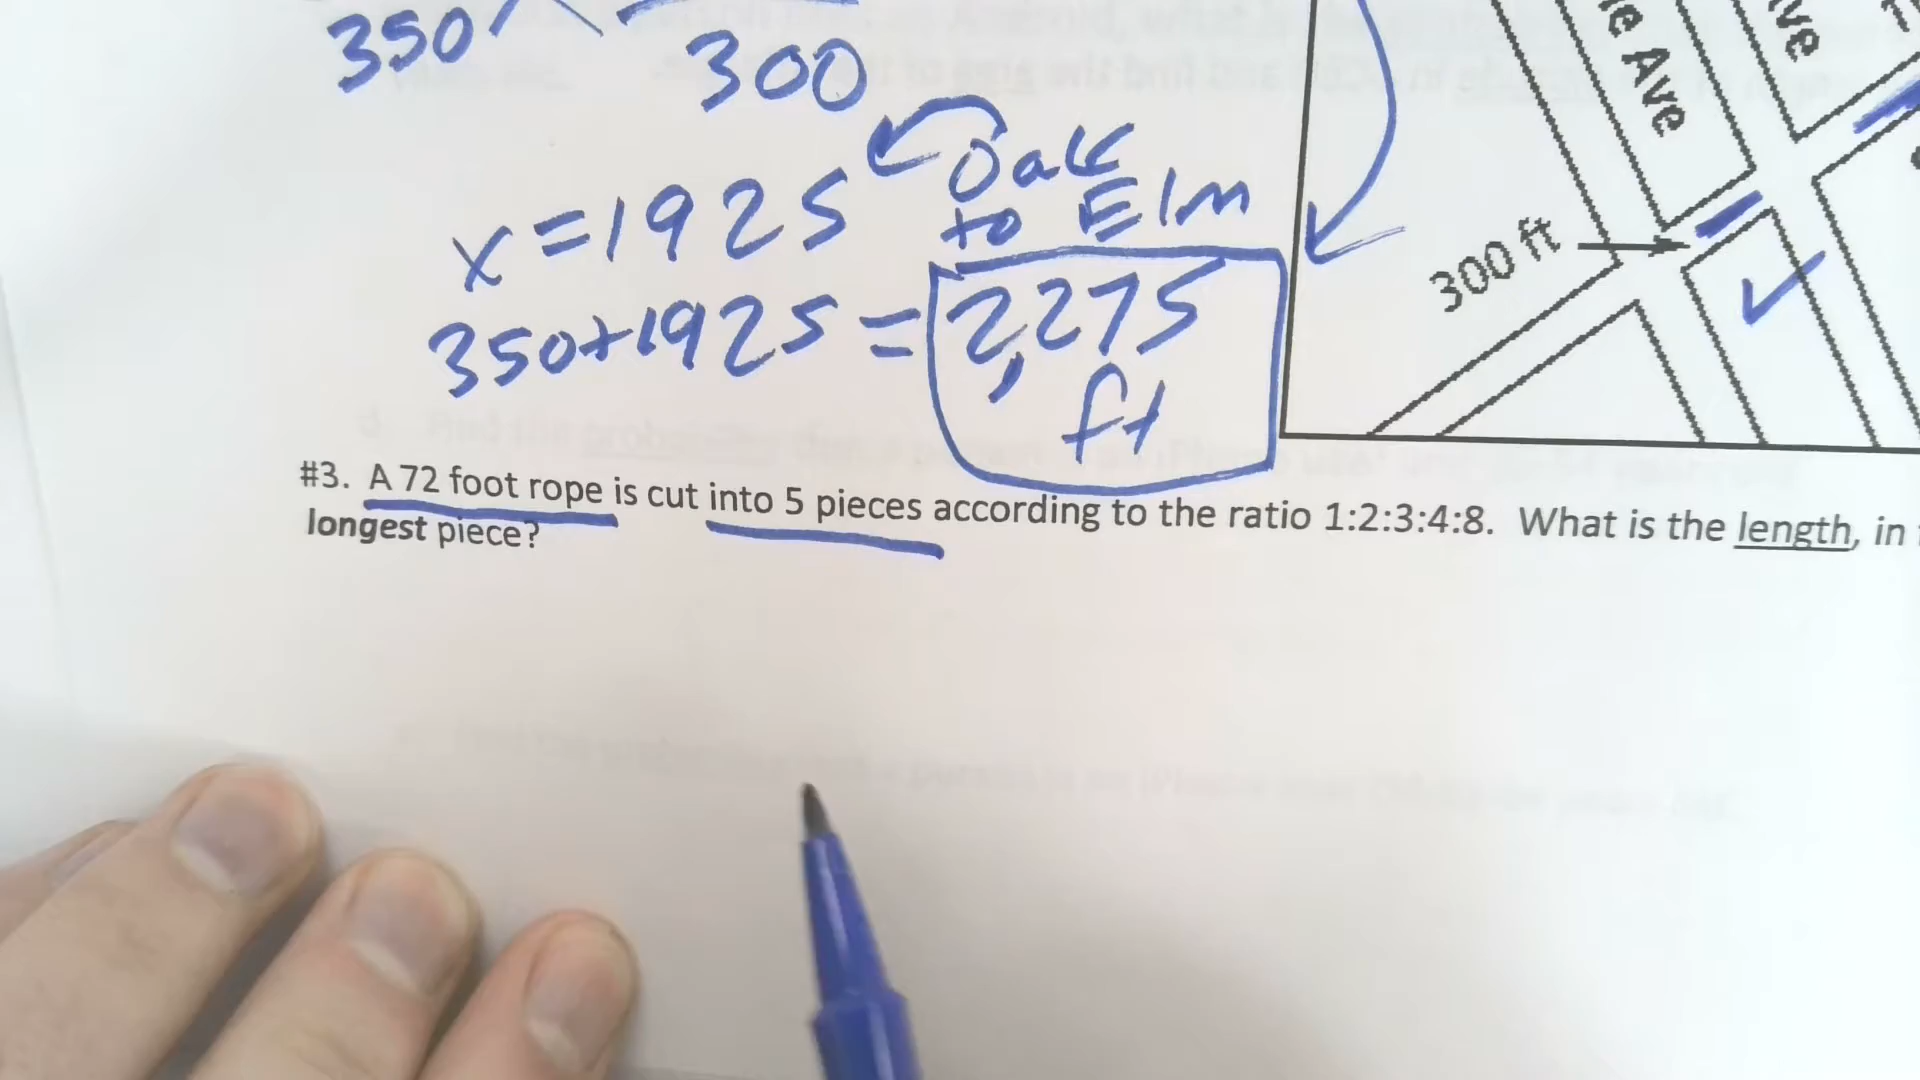 350
300
x=1925
Oak
to Elm
350+1925 = 2,275
ft
Ave
300 ft
#3. A 72 foot rope is cut into 5 pieces according to the ratio 1:2:3:4:8. What is the length, in
longest piece?